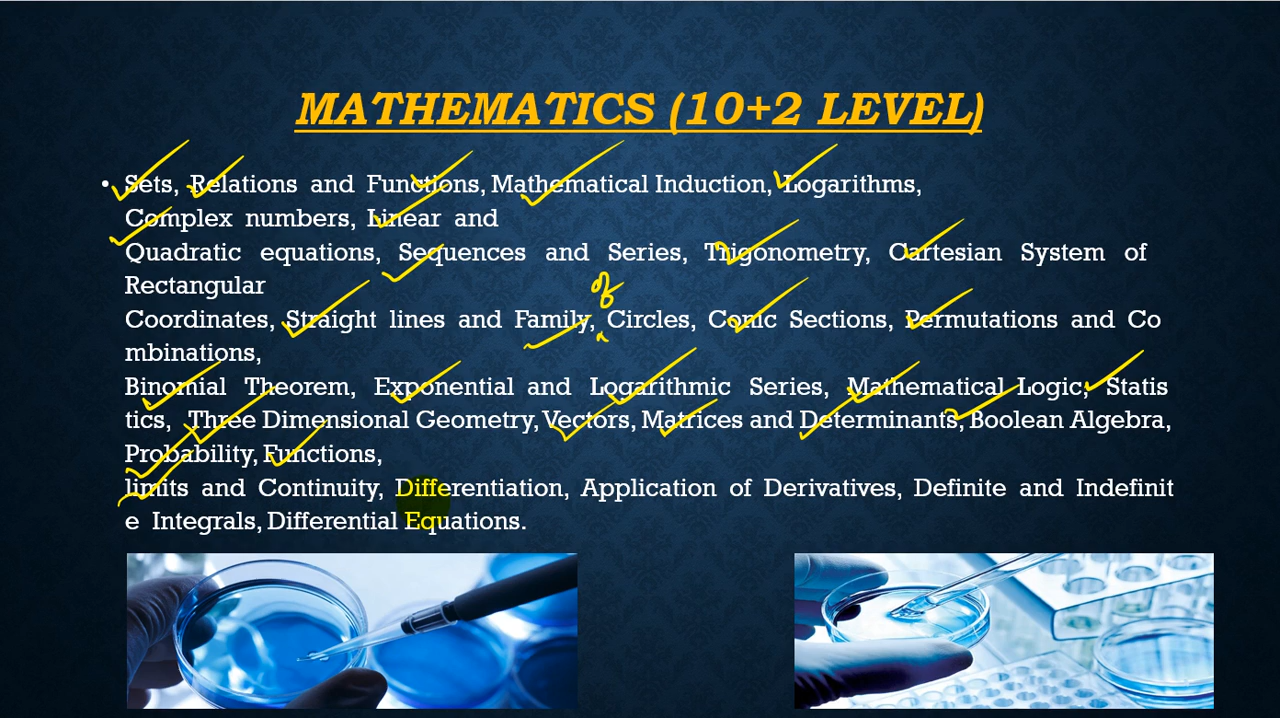 MATHEMATICS (10+2 LEVEL)
• Sets, Relations and Functions, Mathematical Induction, Logarithms,
Complex numbers, Linear and
Quadratic equations, Sequences and Series, Trigonometry, Cartesian System of
Rectangular
of
Coordinates, Straight lines and Family, Circles, Conic Sections, Permutations and Co
mbinations,
Binomial Theorem, Exponential and Logarithmic Series, Mathematical Logic, Statis
tics, Three Dimensional Geometry, Vectors, Matrices and Determinants, Boolean Algebra,
Probability, Functions,
limits and Continuity, Differentiation, Application of Derivatives, Definite and Indefinit
e Integrals, Differential Equations.